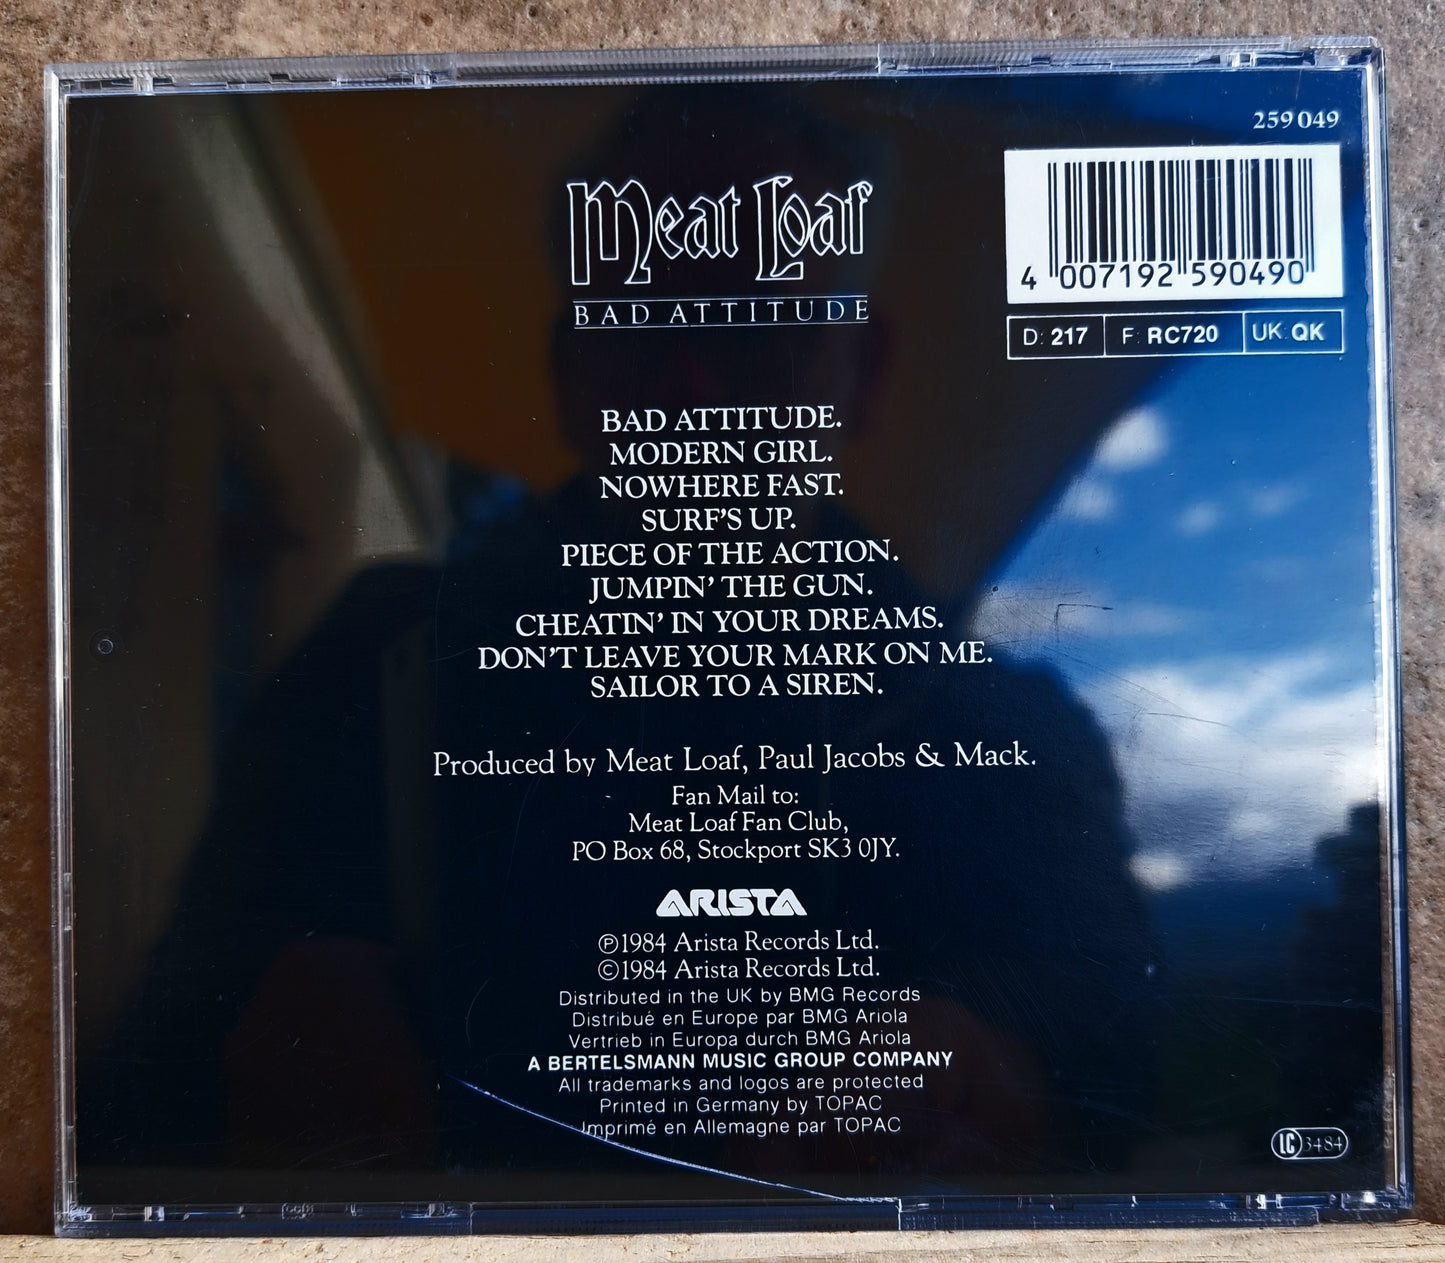 259 049
Meat Loaf
BAD ATTITUDE
4 007192 590490
D: 217 F: RC720 UK: QK
BAD ATTITUDE.
MODERN GIRL.
NOWHERE FAST.
SURF'S UP.
PIECE OF THE ACTION.
JUMPIN' THE GUN.
CHEATIN' IN YOUR DREAMS.
DON'T LEAVE YOUR MARK ON ME.
SAILOR TO A SIREN.
Produced by Meat Loaf, Paul Jacobs & Mack.
Fan Mail to:
Meat Loaf Fan Club,
PO Box 68, Stockport SK3 0JY.
ARISTA
℗1984 Arista Records Ltd.
©1984 Arista Records Ltd.
Distributed in the UK by BMG Records
Distribué en Europe par BMG Ariola
Vertrieb in Europa durch BMG Ariola
A BERTELSMANN MUSIC GROUP COMPANY
All trademarks and logos are protected
Printed in Germany by TOPAC
Imprimé en Allemagne par TOPAC
LC 3484